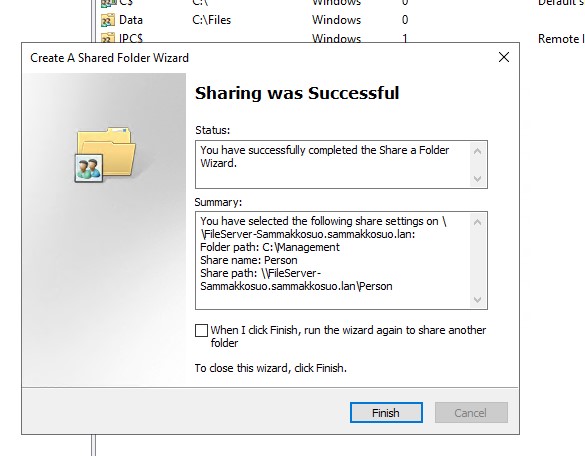 C$ C:\ Windows 0 Default s
Data C:\Files Windows 0
IPC$ Windows 1 Remote I
Create A Shared Folder Wizard
Sharing was Successful
Status:
You have successfully completed the Share a Folder
Wizard.
Summary:
You have selected the following share settings on \
\FileServer-Sammakkosuo.sammakkosuo.lan:
Folder path: C:\Management
Share name: Person
Share path: \\FileServer-
Sammakkosuo.sammakkosuo.lan\Person
When I click Finish, run the wizard again to share another
folder
To close this wizard, click Finish.
Finish Cancel